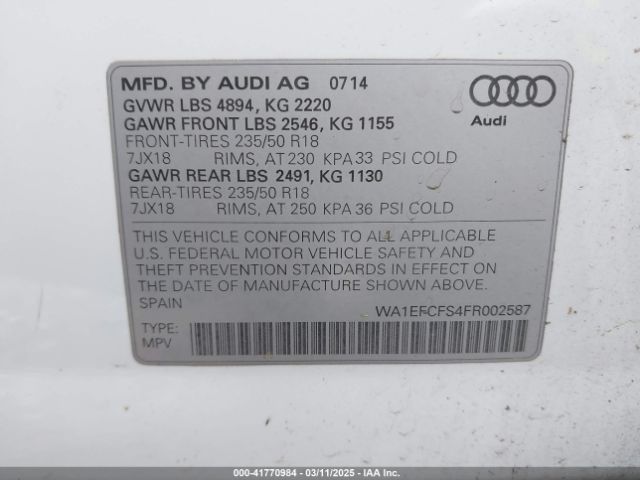 MFD. BY AUDI AG 0714
GVWR LBS 4894, KG 2220
GAWR FRONT LBS 2546, KG 1155
FRONT-TIRES 235/50 R18
7JX18 RIMS, AT 230 KPA 33 PSI COLD
GAWR REAR LBS 2491, KG 1130
REAR-TIRES 235/50 R18
7JX18 RIMS, AT 250 KPA 36 PSI COLD
Audi
THIS VEHICLE CONFORMS TO ALL APPLICABLE
U.S. FEDERAL MOTOR VEHICLE SAFETY AND
THEFT PREVENTION STANDARDS IN EFFECT ON
THE DATE OF MANUFACTURE SHOWN ABOVE.
SPAIN WA1EFCFS4FR002587
TYPE:
MPV
000-41770984 - 03/11/2025 - IAA Inc.